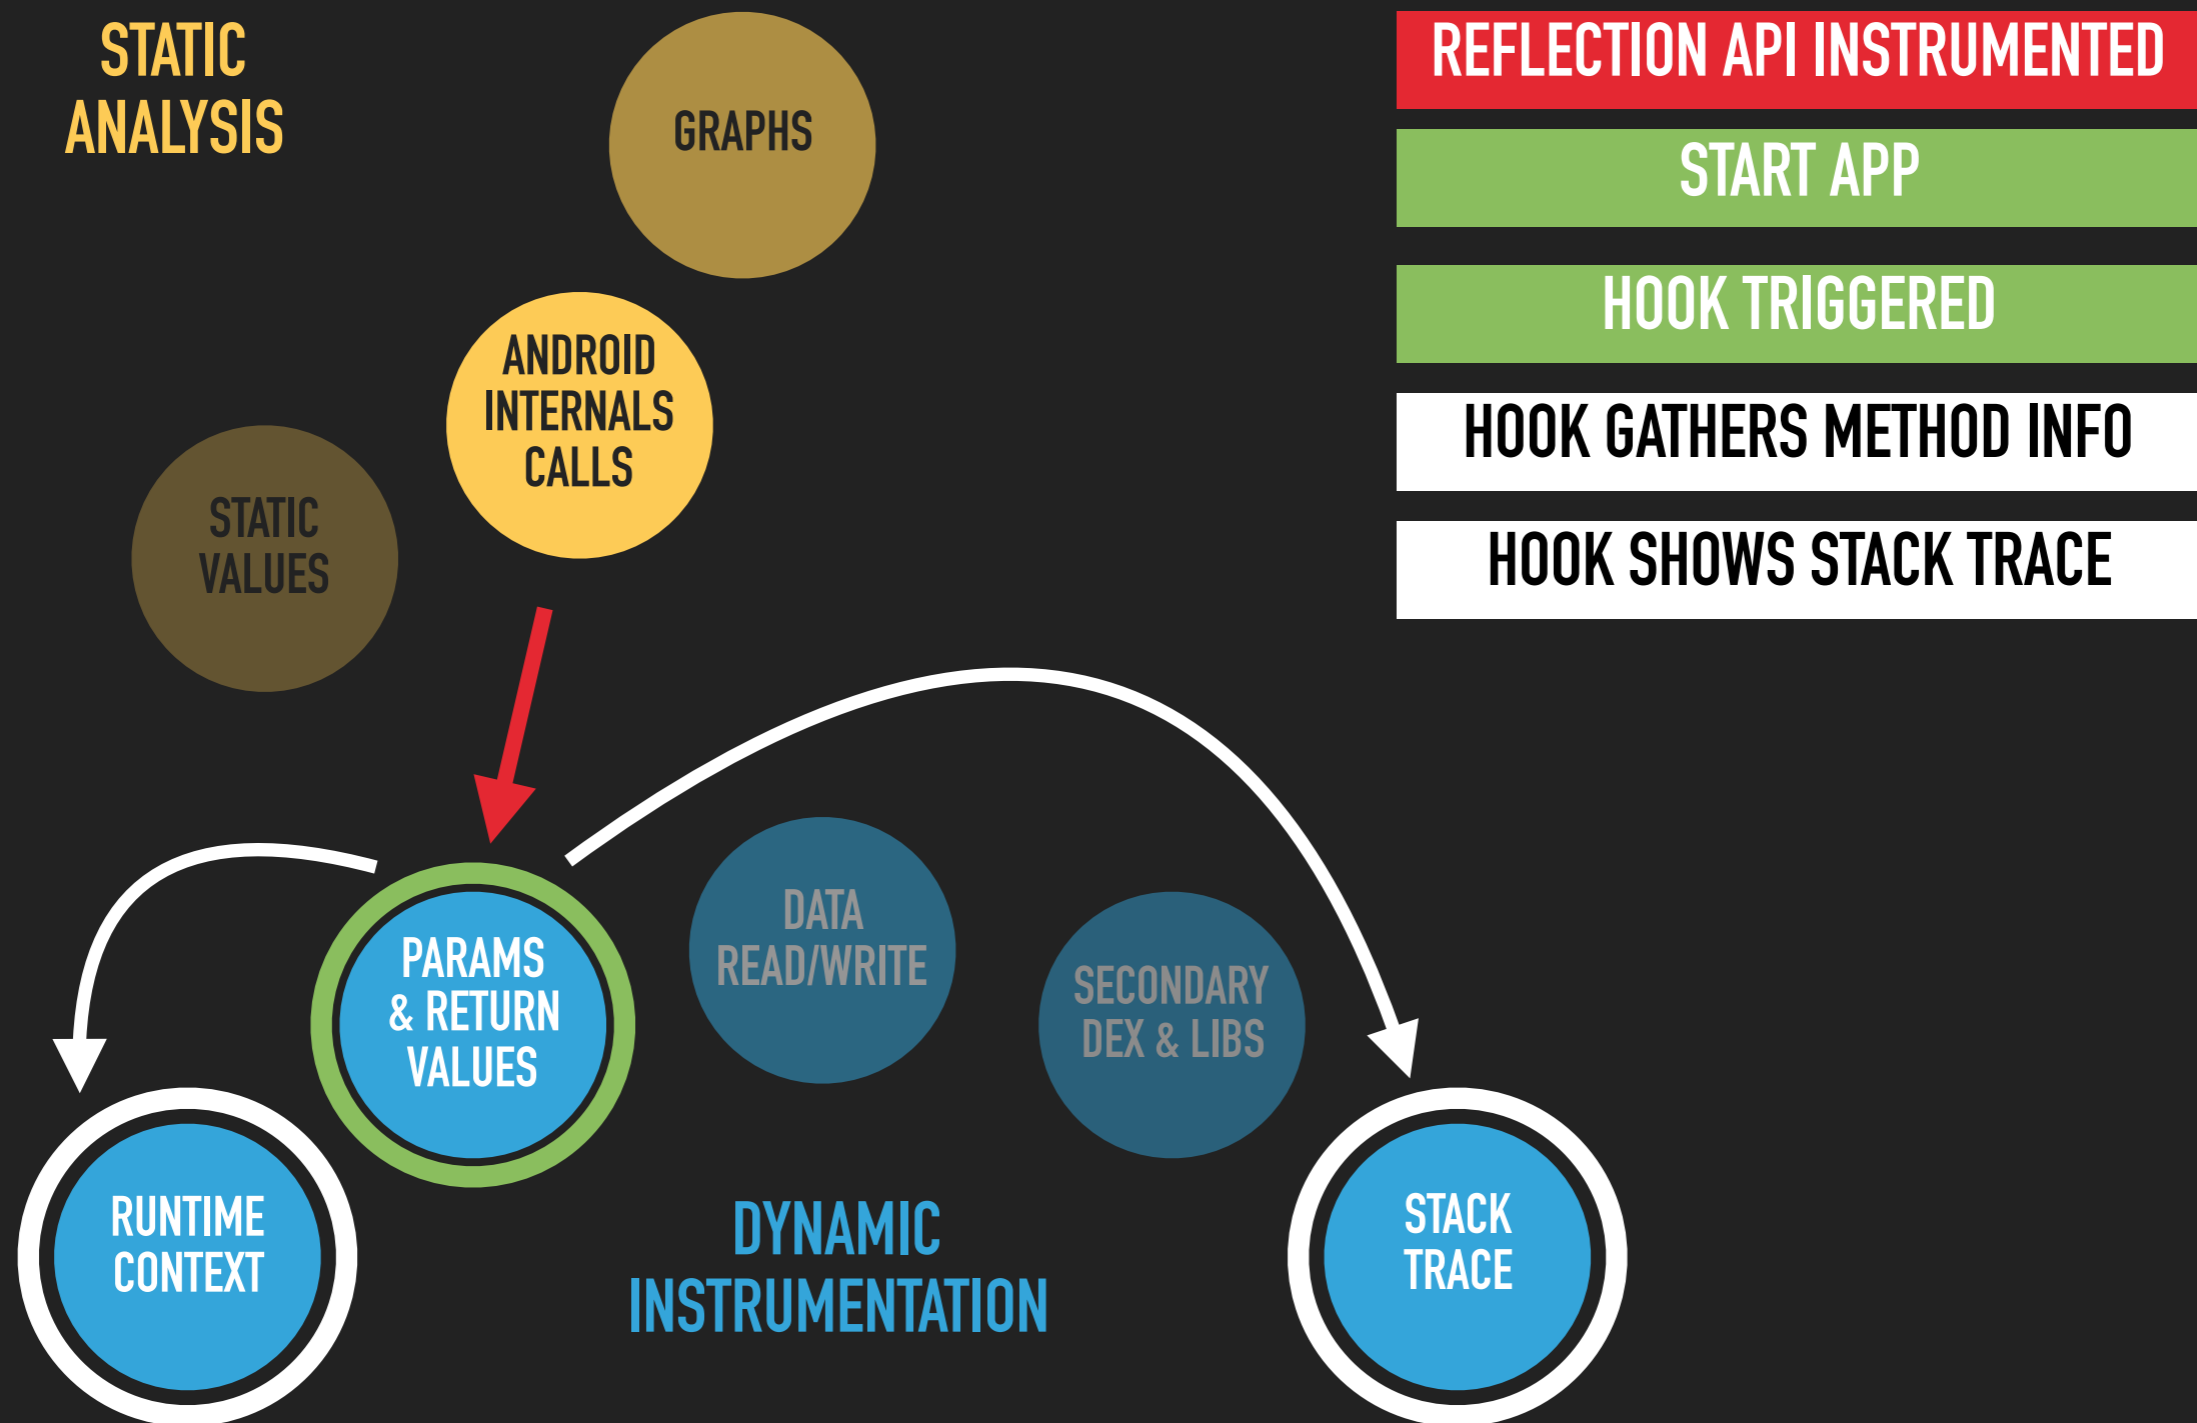 STATIC
ANALYSIS
GRAPHS
ANDROID
INTERNALS
CALLS
STATIC
VALUES
REFLECTION API INSTRUMENTED
START APP
HOOK TRIGGERED
HOOK GATHERS METHOD INFO
HOOK SHOWS STACK TRACE
PARAMS
& RETURN
VALUES
DATA
READ/WRITE
SECONDARY
DEX & LIBS
RUNTIME
CONTEXT
DYNAMIC
INSTRUMENTATION
STACK
TRACE